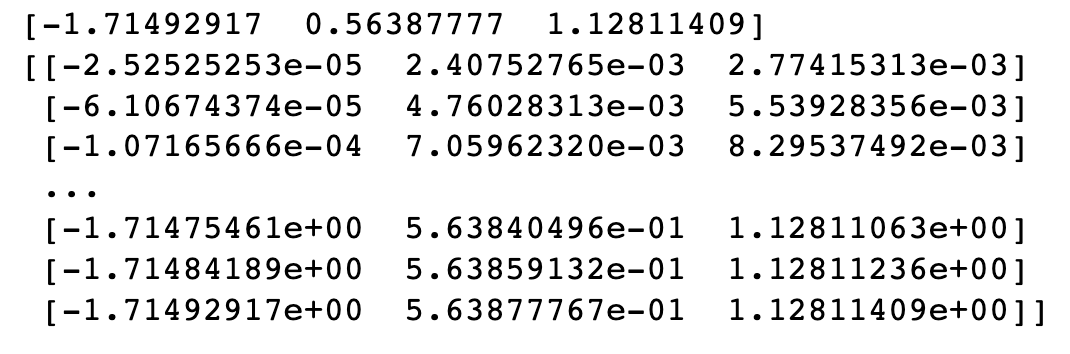 [-1.71492917  0.56387777  1.12811409]
[[-2.52525253e-05  2.40752765e-03  2.77415313e-03]
 [-6.10674374e-05  4.76028313e-03  5.53928356e-03]
 [-1.07165666e-04  7.05962320e-03  8.29537492e-03]
 ...
 [-1.71475461e+00  5.63840496e-01  1.12811063e+00]
 [-1.71484189e+00  5.63859132e-01  1.12811236e+00]
 [-1.71492917e+00  5.63877767e-01  1.12811409e+00]]